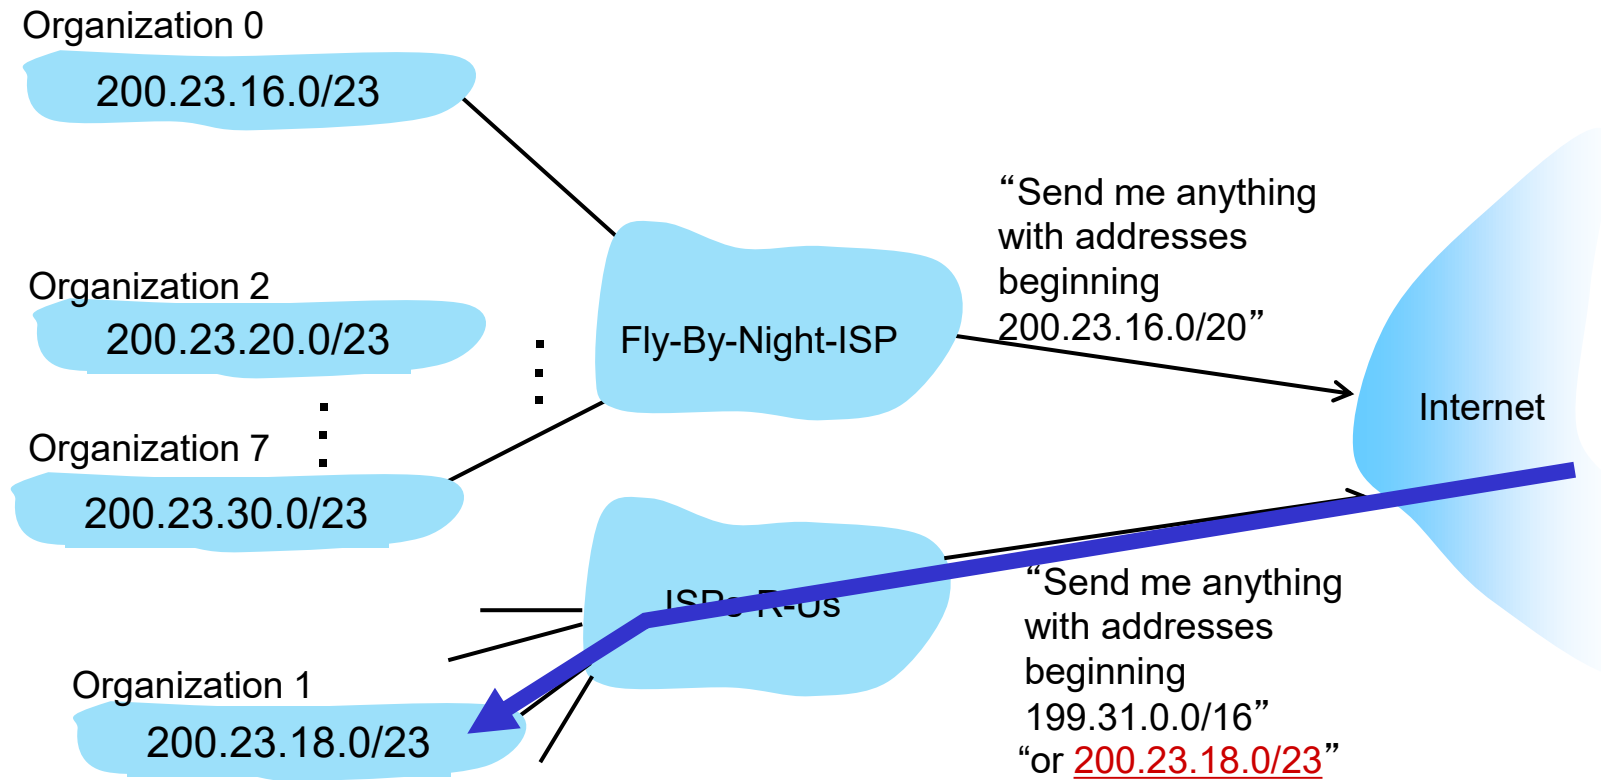 Organization 0
200.23.16.0/23
Organization 2
200.23.20.0/23
Organization 7
200.23.30.0/23
Organization 1
200.23.18.0/23
Fly-By-Night-ISP
ISPs-R-Us
“Send me anything
with addresses
beginning
200.23.16.0/20”
Internet
“Send me anything
with addresses
beginning
199.31.0.0/16”
“or 200.23.18.0/23”